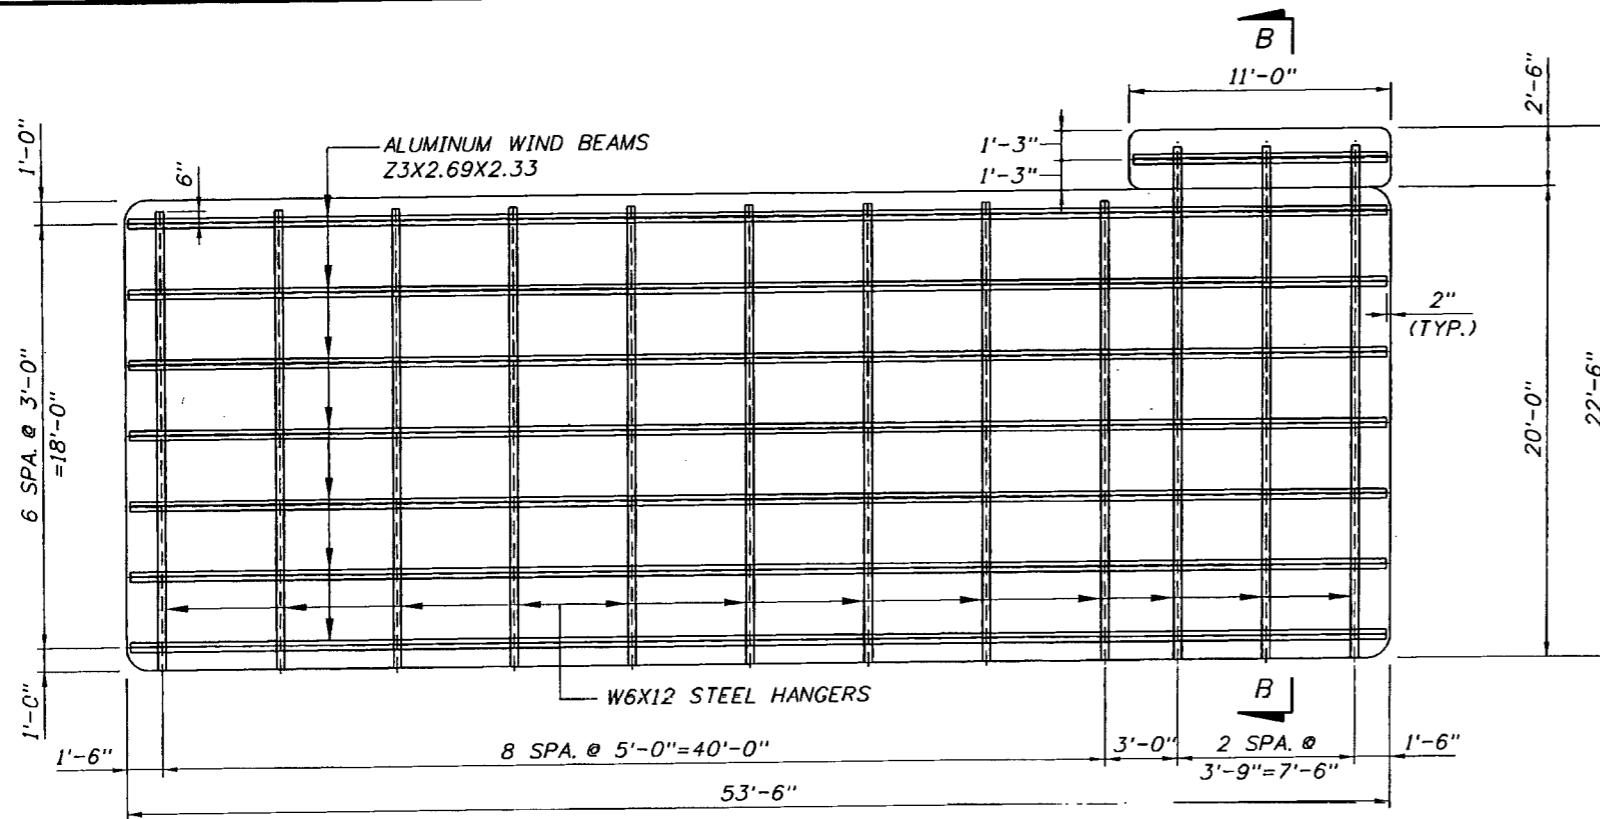 B
11'-0"
2'-6"
1'-0"
6"
ALUMINUM WIND BEAMS
Z3X2.69X2.33
1'-3"
1'-3"
2"
(TYP.)
6 SPA. @ 3'-0"
=18'-0"
20'-0"
22'-6"
W6X12 STEEL HANGERS
B
1'-0"
1'-6"
8 SPA. @ 5'-0"=40'-0"
3'-0"
2 SPA. @
3'-9"=7'-6"
1'-6"
53'-6"